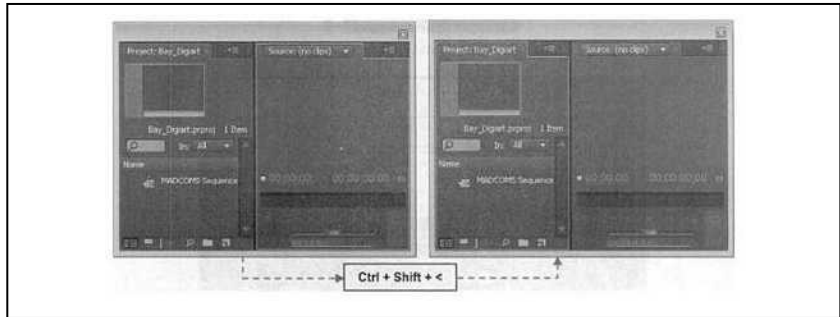 Project: Bay_Digiart
Source: (no clips)
Bay_Digiart.prproj 1 Item
In: All
Name
MADCOMS Sequence
Project: Bay_Digiart
Source: (no clips)
Bay_Digiart.prproj 1 Item
In: All
Name
MADCOMS Sequence
Ctrl + Shift + <